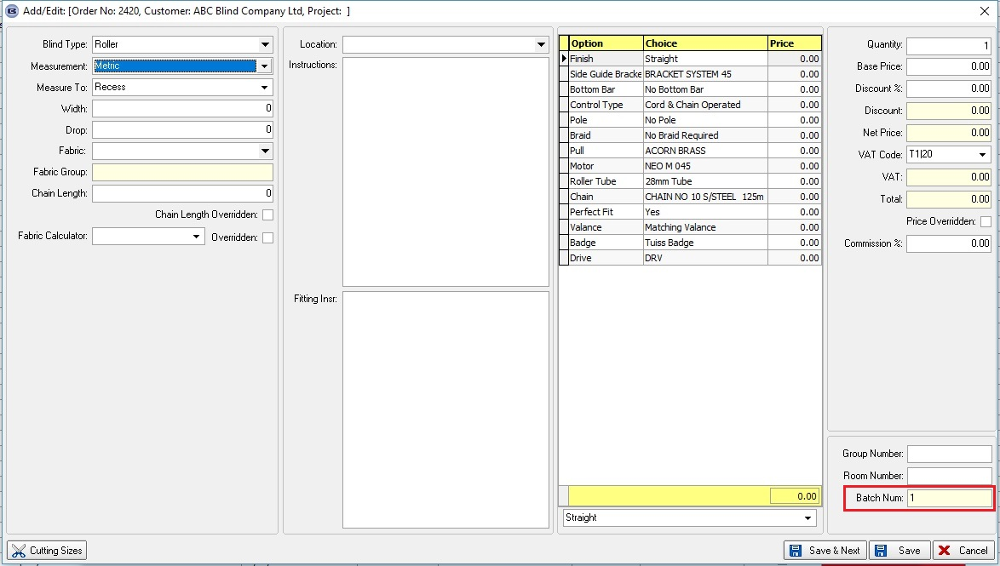 Add/Edit: [Order No: 2420, Customer: ABC Blind Company Ltd, Project:  ]
Blind Type: Roller
Measurement: Metric
Measure To: Recess
Width: 0
Drop: 0
Fabric:
Fabric Group:
Chain Length: 0
Chain Length Overridden:
Fabric Calculator:
Overridden:
Location:
Instructions:
Fitting Insr:
Option Choice Price
Finish Straight 0.00
Side Guide Bracke BRACKET SYSTEM 45 0.00
Bottom Bar No Bottom Bar 0.00
Control Type Cord & Chain Operated 0.00
Pole No Pole 0.00
Braid No Braid Required 0.00
Pull ACORN BRASS 0.00
Motor NEO M 045 0.00
Roller Tube 28mm Tube 0.00
Chain CHAIN NO 10 S/STEEL  125m 0.00
Perfect Fit Yes 0.00
Valance Matching Valance 0.00
Badge Tuiss Badge 0.00
Drive DRV 0.00
0.00
Straight
Quantity: 1
Base Price: 0.00
Discount %: 0.00
Discount: 0.00
Net Price: 0.00
VAT Code: T1|20
VAT: 0.00
Total: 0.00
Price Overridden:
Commission %: 0.00
Group Number:
Room Number:
Batch Num: 1
Cutting Sizes
Save & Next
Save
Cancel